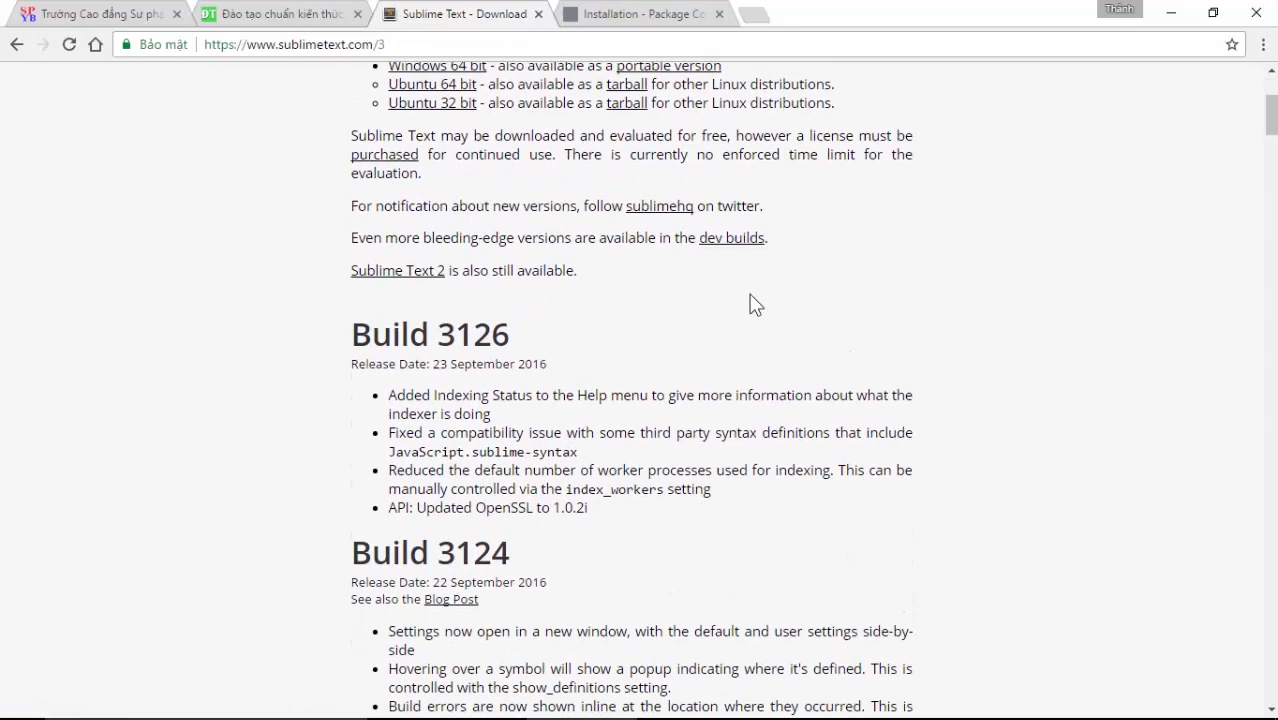 Trường Cao đẳng Sư phạ
Đào tạo chuẩn kiến thức
Sublime Text - Download
Installation - Package Co
Thành
Bảo mật
https://www.sublimetext.com/3
Windows 64 bit - also available as a portable version
Ubuntu 64 bit - also available as a tarball for other Linux distributions.
Ubuntu 32 bit - also available as a tarball for other Linux distributions.
Sublime Text may be downloaded and evaluated for free, however a license must be
purchased for continued use. There is currently no enforced time limit for the
evaluation.
For notification about new versions, follow sublimehq on twitter.
Even more bleeding-edge versions are available in the dev builds.
Sublime Text 2 is also still available.
Build 3126
Release Date: 23 September 2016
Added Indexing Status to the Help menu to give more information about what the
indexer is doing
Fixed a compatibility issue with some third party syntax definitions that include
JavaScript.sublime-syntax
Reduced the default number of worker processes used for indexing. This can be
manually controlled via the index_workers setting
API: Updated OpenSSL to 1.0.2i
Build 3124
Release Date: 22 September 2016
See also the Blog Post
Settings now open in a new window, with the default and user settings side-by-
side
Hovering over a symbol will show a popup indicating where it's defined. This is
controlled with the show_definitions setting.
Build errors are now shown inline at the location where they occurred. This is